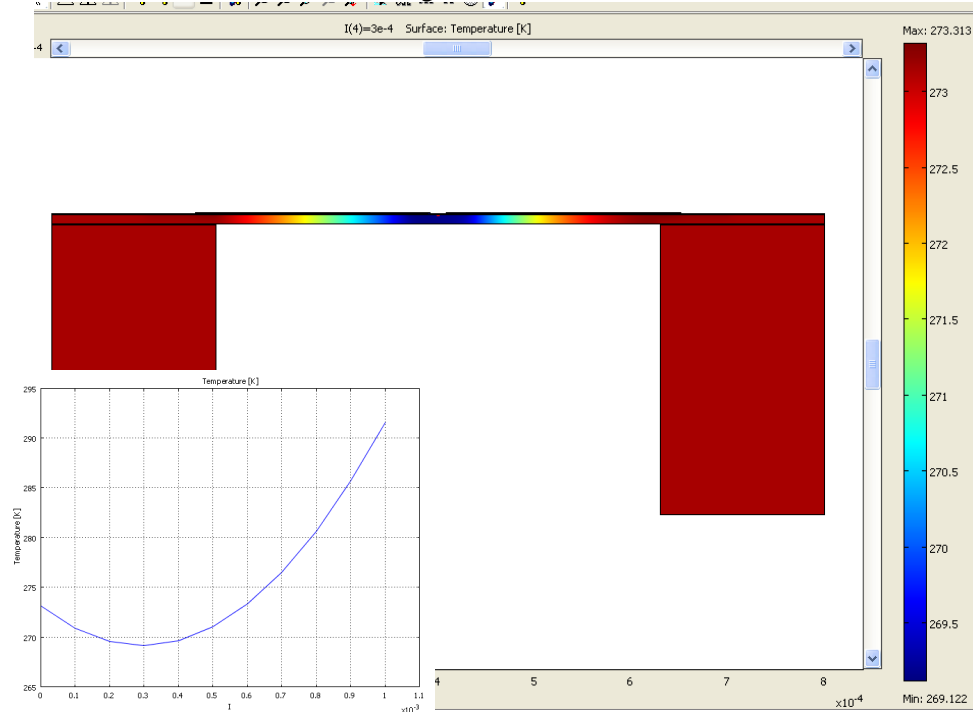 I(4)=3e-4 Surface: Temperature [K]
Max: 273.313
-4
273
272.5
272
271.5
271
270.5
270
269.5
Min: 269.122
Temperature [K]
295
290
285
280
275
270
265
Temperature [K]
0 0.1 0.2 0.3 0.4 0.5 0.6 0.7 0.8 0.9 1 1.1
I
x10^-3
4 5 6 7 8
x10^-4